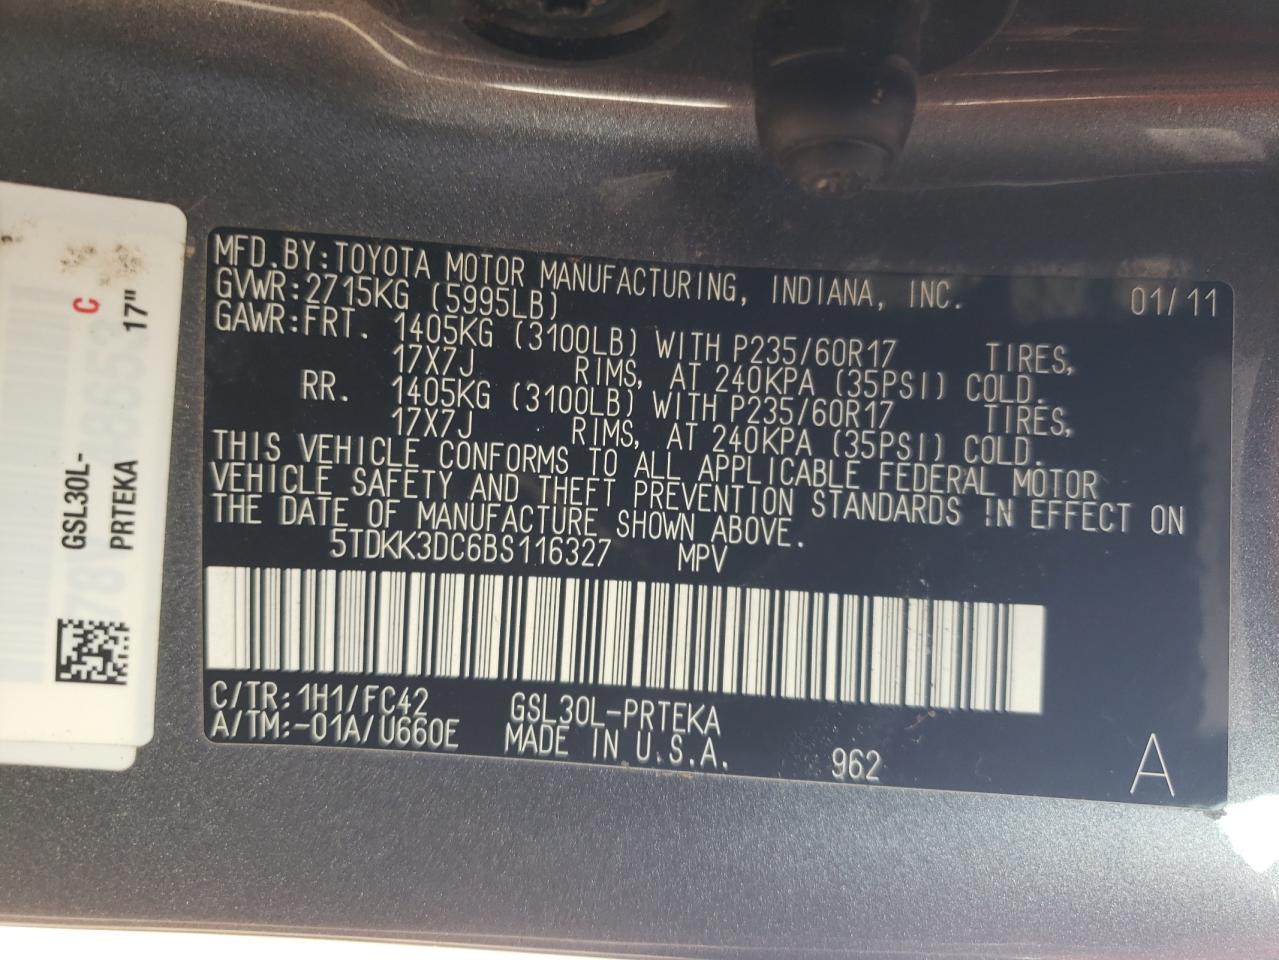 MFD.BY:TOYOTA MOTOR MANUFACTURING, INDIANA, INC. 01/11
GVWR:2715KG (5995LB)
GAWR:FRT. 1405KG (3100LB) WITH P235/60R17 TIRES,
17X7J RIMS, AT 240KPA (35PSI) COLD.
RR. 1405KG (3100LB) WITH P235/60R17 TIRES,
17X7J RIMS, AT 240KPA (35PSI) COLD.
THIS VEHICLE CONFORMS TO ALL APPLICABLE FEDERAL MOTOR
VEHICLE SAFETY AND THEFT PREVENTION STANDARDS IN EFFECT ON
THE DATE OF MANUFACTURE SHOWN ABOVE.
5TDKK3DC6BS116327 MPV
C/TR:1H1/FC42 GSL30L-PRTEKA
A/TM:-01A/U660E MADE IN U.S.A. 962 A
GSL30L- C
PRTEKA 17"